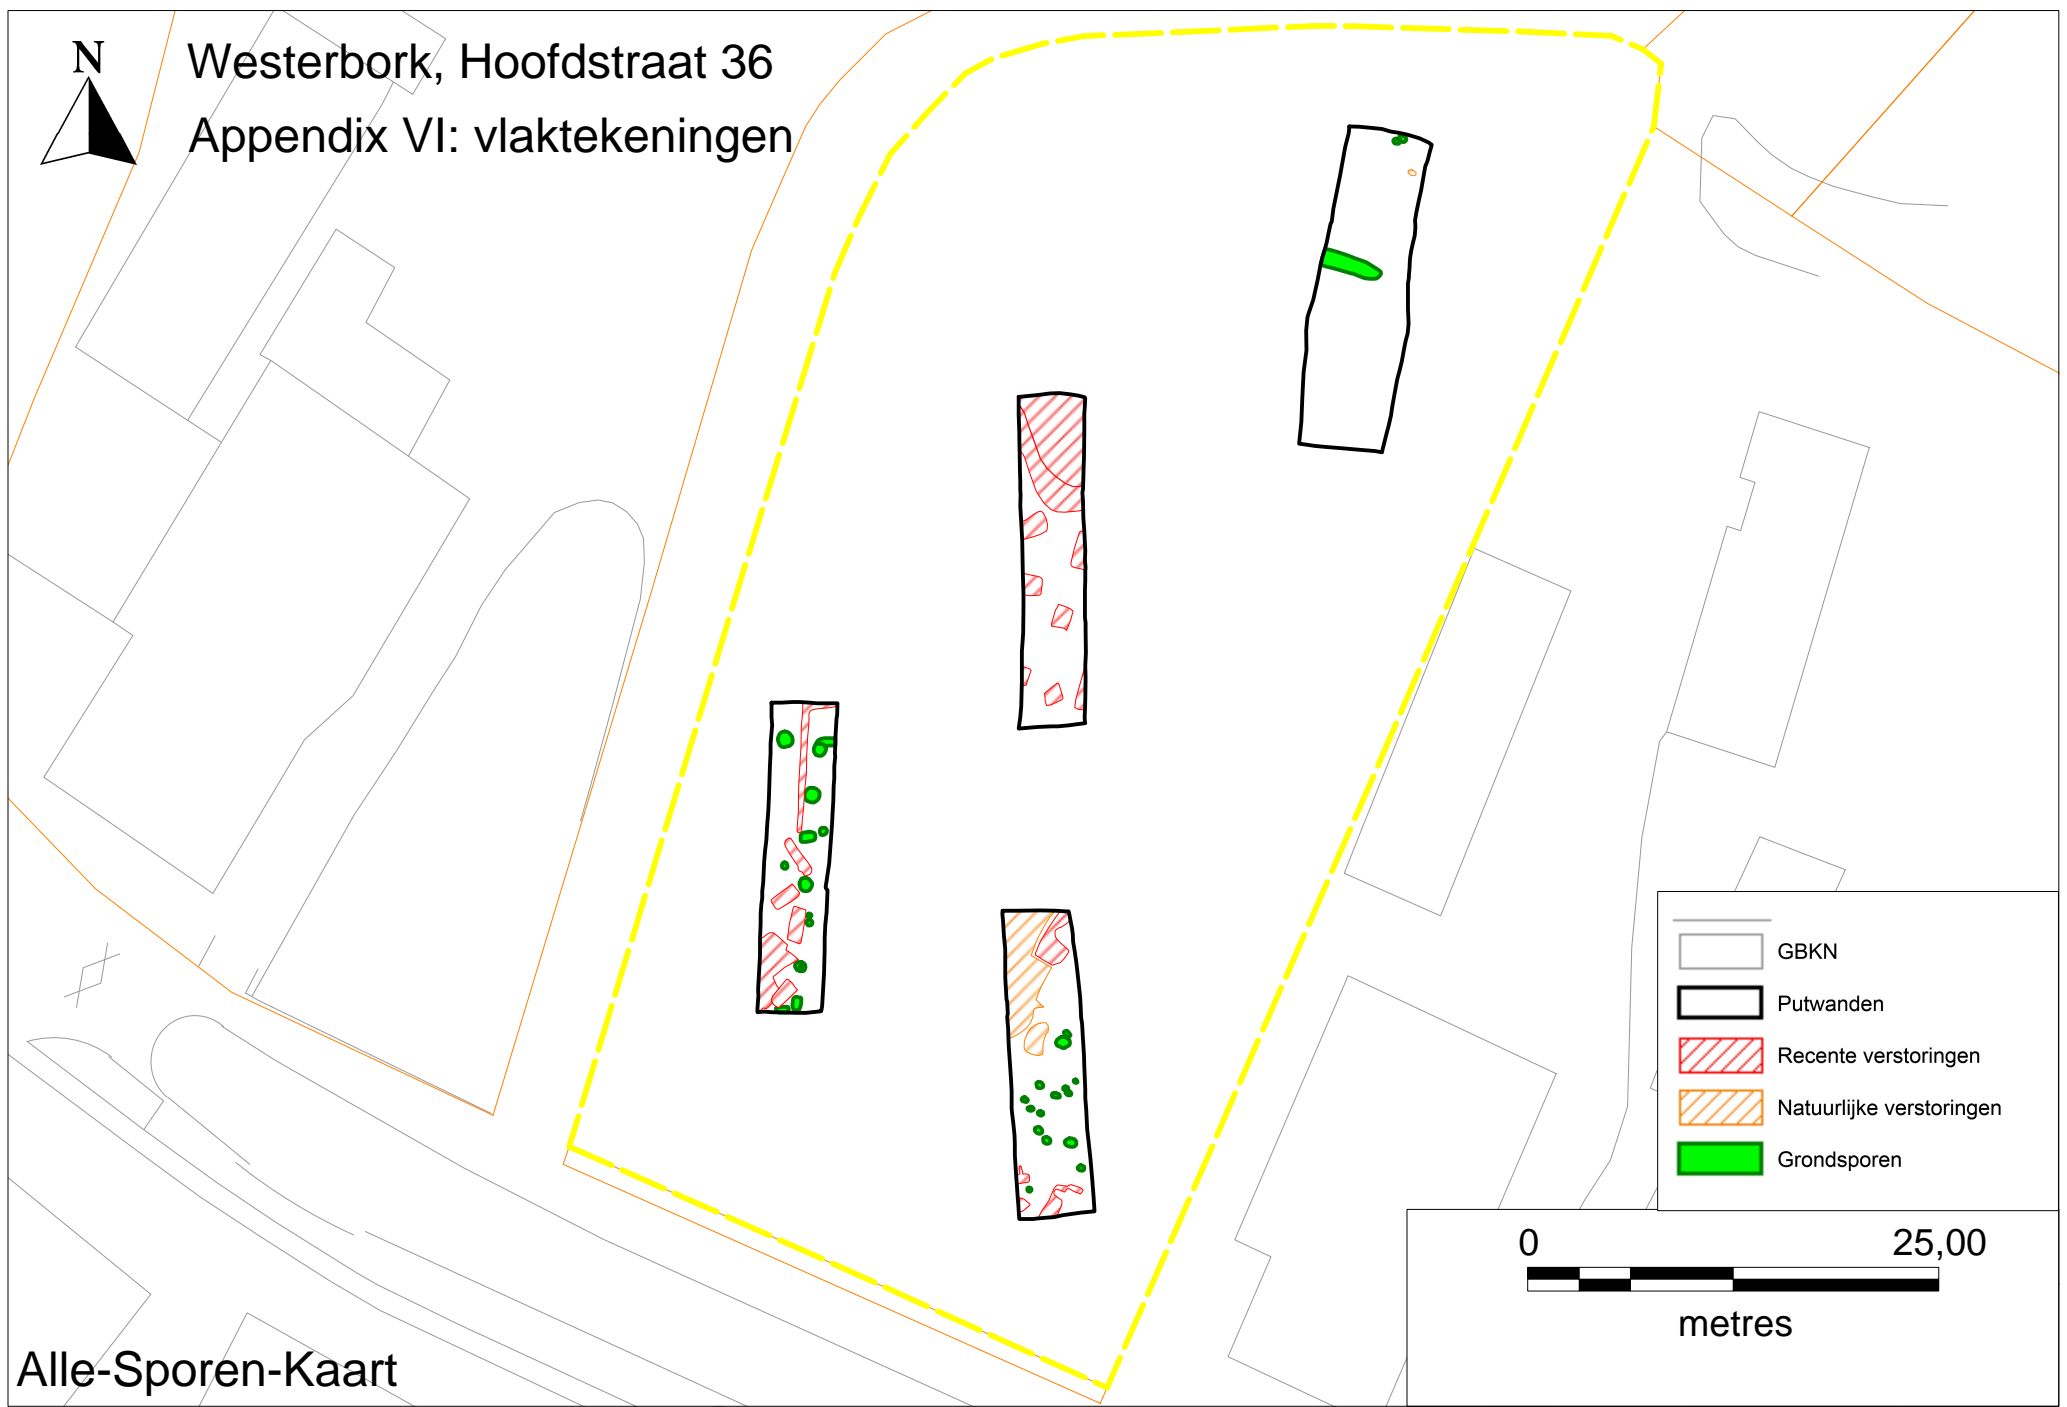 N
Westerbork, Hoofdstraat 36
Appendix VI: vlaktekeningen
GBKN
Putwanden
Recente verstoringen
Natuurlijke verstoringen
Grondsporen
0 25,00
metres
Alle-Sporen-Kaart